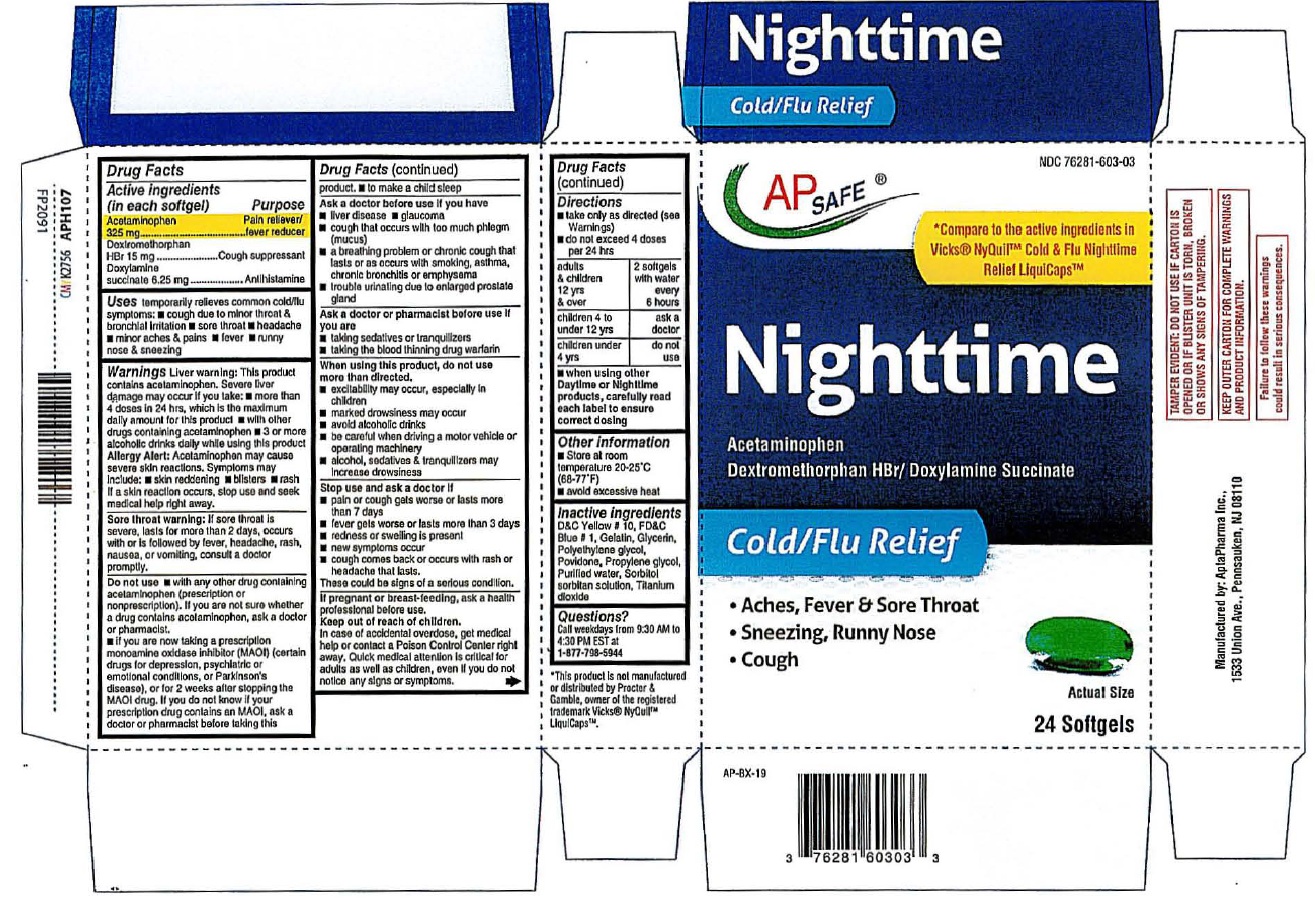 Nighttime
Cold/Flu Relief
FP2091
CM/K2756 APH107
Drug Facts
Active ingredients
(in each softgel) Purpose
Acetaminophen Pain reliever/
325 mg..........................................fever reducer
Dextromethorphan
HBr 15 mg .......................Cough suppressant
Doxylamine
succinate 6.25 mg ...................Antihistamine
Uses temporarily relieves common cold/flu
symptoms: ■ cough due to minor throat &
bronchial irritation ■ sore throat ■ headache
■ minor aches & pains ■ fever ■ runny
nose & sneezing
Warnings Liver warning: This product
contains acetaminophen. Severe liver
damage may occur if you take: ■ more than
4 doses in 24 hrs, which is the maximum
daily amount for this product ■ with other
drugs containing acetaminophen ■ 3 or more
alcoholic drinks daily while using this product
Allergy Alert: Acetaminophen may cause
severe skin reactions. Symptoms may
include: ■ skin reddening ■ blisters ■ rash
If a skin reaction occurs, stop use and seek
medical help right away.
Sore throat warning: If sore throat is
severe, lasts for more than 2 days, occurs
with or is followed by fever, headache, rash,
nausea, or vomiting, consult a doctor
promptly.
Do not use ■ with any other drug containing
acetaminophen (prescription or
nonprescription). If you are not sure whether
a drug contains acetaminophen, ask a doctor
or pharmacist.
■ if you are now taking a prescription
monoamine oxidase inhibitor (MAOI) (certain
drugs for depression, psychiatric or
emotional conditions, or Parkinson's
disease), or for 2 weeks after stopping the
MAOI drug. If you do not know if your
prescription drug contains an MAOI, ask a
doctor or pharmacist before taking this
Drug Facts (continued)
product. ■ to make a child sleep
Ask a doctor before use if you have
■ liver disease ■ glaucoma
■ cough that occurs with too much phlegm
(mucus)
■ a breathing problem or chronic cough that
lasts or as occurs with smoking, asthma,
chronic bronchitis or emphysema
■ trouble urinating due to enlarged prostate
gland
Ask a doctor or pharmacist before use if
you are
■ taking sedatives or tranquilizers
■ taking the blood thinning drug warfarin
When using this product, do not use
more than directed.
■ excitability may occur, especially in
children
■ marked drowsiness may occur
■ avoid alcoholic drinks
■ be careful when driving a motor vehicle or
operating machinery
■ alcohol, sedatives & tranquilizers may
increase drowsiness
Stop use and ask a doctor if
■ pain or cough gets worse or lasts more
than 7 days
■ fever gets worse or lasts more than 3 days
■ redness or swelling is present
■ new symptoms occur
■ cough comes back or occurs with rash or
headache that lasts.
These could be signs of a serious condition.
If pregnant or breast-feeding, ask a health
professional before use.
Keep out of reach of children.
In case of accidental overdose, get medical
help or contact a Poison Control Center right
away. Quick medical attention is critical for
adults as well as children, even if you do not
notice any signs or symptoms.
Drug Facts
(continued)
Directions
■ take only as directed (see
Warnings)
■ do not exceed 4 doses
per 24 hrs
adults 2 softgels
& children with water
12 yrs every
& over 6 hours
children 4 to ask a
under 12 yrs doctor
children under do not
4 yrs use
■ when using other
Daytime or Nighttime
products, carefully read
each label to ensure
correct dosing
Other information
■ Store at room
temperature 20-25°C
(68-77°F)
■ avoid excessive heat
Inactive ingredients
D&C Yellow # 10, FD&C
Blue # 1, Gelatin, Glycerin,
Polyethylene glycol,
Povidone, Propylene glycol,
Purified water, Sorbitol
sorbitan solution, Titanium
dioxide
Questions?
Call weekdays from 9:30 AM to
4:30 PM EST at
1-877-798-5944
*This product is not manufactured
or distributed by Procter &
Gamble, owner of the registered
trademark Vicks® NyQuil™
LiquiCaps™.
NDC 76281-603-03
AP SAFE ®
*Compare to the active ingredients in
Vicks® NyQuil™ Cold & Flu Nighttime
Relief LiquiCaps™
Nighttime
Acetaminophen
Dextromethorphan HBr/ Doxylamine Succinate
Cold/Flu Relief
• Aches, Fever & Sore Throat
• Sneezing, Runny Nose
• Cough
Actual Size
24 Softgels
AP-BX-19
3 76281 60303 3
TAMPER EVIDENT: DO NOT USE IF CARTON IS
OPENED OR IF BLISTER UNIT IS TORN, BROKEN
OR SHOWS ANY SIGNS OF TAMPERING.
KEEP OUTER CARTON FOR COMPLETE WARNINGS
AND PRODUCT INFORMATION.
Failure to follow these warnings
could result in serious consequences.
Manufactured by: AptaPharma Inc.,
1533 Union Ave., Pennsauken, NJ 08110